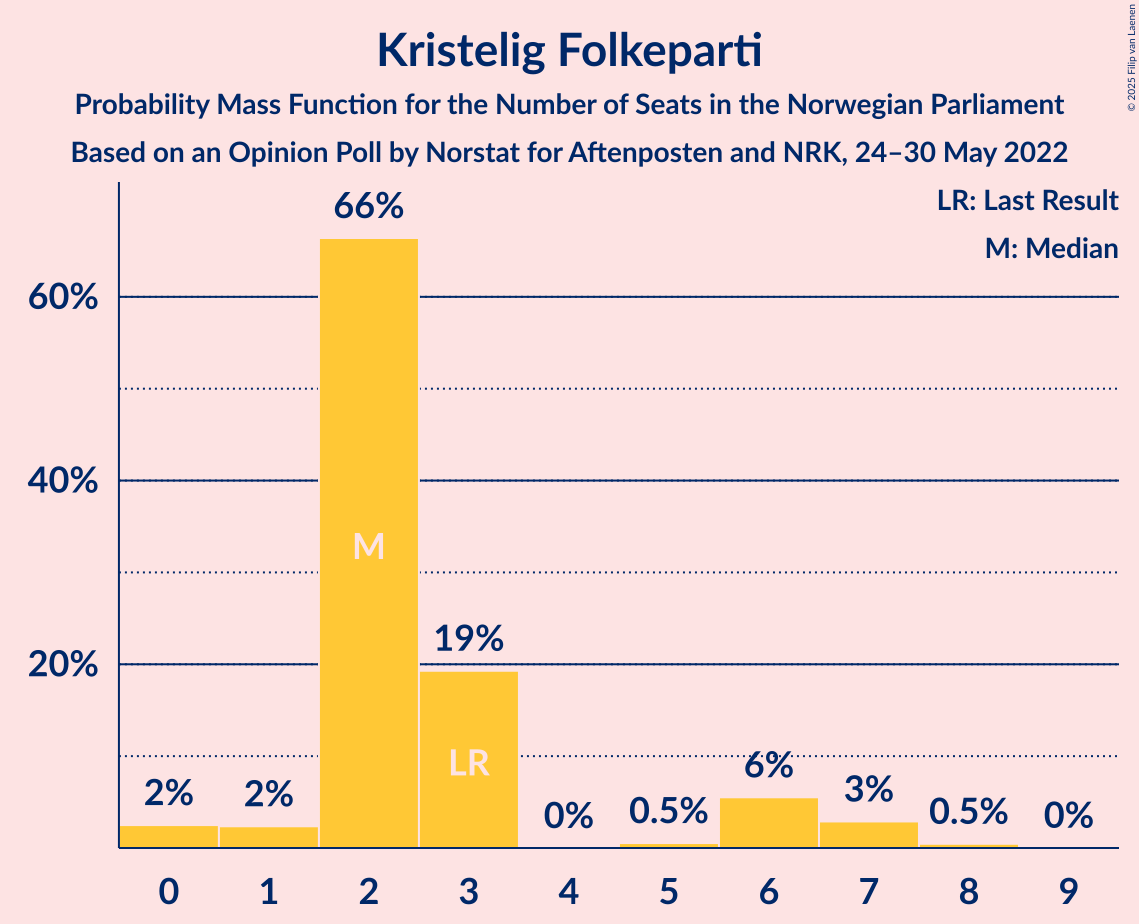 Kristelig Folkeparti
Probability Mass Function for the Number of Seats in the Norwegian Parliament
Based on an Opinion Poll by Norstat for Aftenposten and NRK, 24–30 May 2022
© 2025 Filip van Laenen
LR: Last Result
M: Median
60%
40%
20%
66%
M
19%
LR
2%
2%
0%
0.5%
6%
3%
0.5%
0%
0 1 2 3 4 5 6 7 8 9